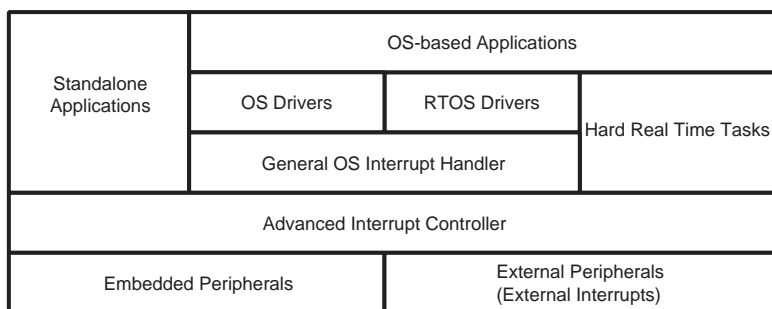 OS-based Applications
Standalone
Applications
OS Drivers
RTOS Drivers
Hard Real Time Tasks
General OS Interrupt Handler
Advanced Interrupt Controller
Embedded Peripherals
External Peripherals
(External Interrupts)